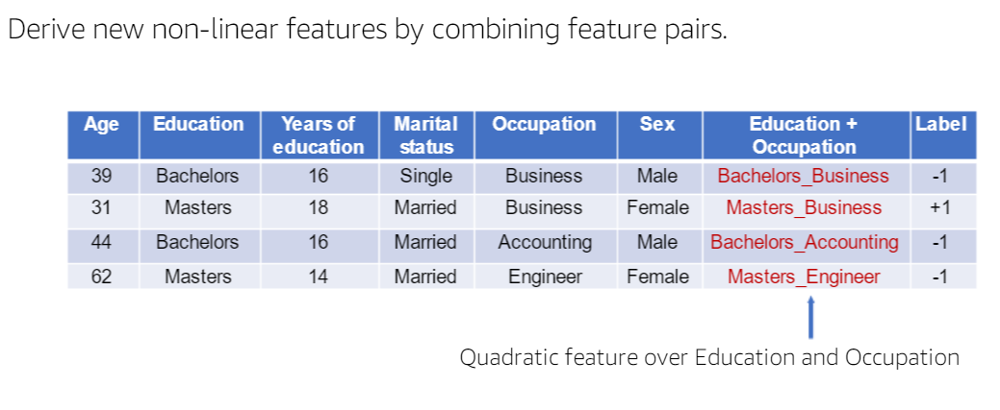 Derive new non-linear features by combining feature pairs.
Age Education Years of education Marital status Occupation Sex Education + Occupation Label
39 Bachelors 16 Single Business Male Bachelors_Business -1
31 Masters 18 Married Business Female Masters_Business +1
44 Bachelors 16 Married Accounting Male Bachelors_Accounting -1
62 Masters 14 Married Engineer Female Masters_Engineer -1
Quadratic feature over Education and Occupation